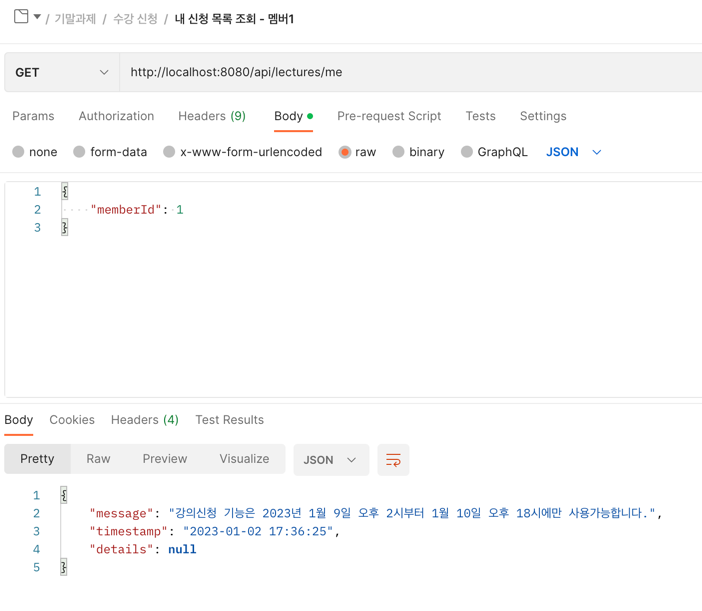 / 기말과제 / 수강 신청 / 내 신청 목록 조회 - 멤버1
GET http://localhost:8080/api/lectures/me
Params Authorization Headers (9) Body Pre-request Script Tests Settings
none form-data x-www-form-urlencoded raw binary GraphQL JSON
1 {
2 "memberId": 1
3 }
Body Cookies Headers (4) Test Results
Pretty Raw Preview Visualize JSON
1 {
2 "message": "강의신청 기능은 2023년 1월 9일 오후 2시부터 1월 10일 오후 18시에만 사용가능합니다.",
3 "timestamp": "2023-01-02 17:36:25",
4 "details": null
5 }